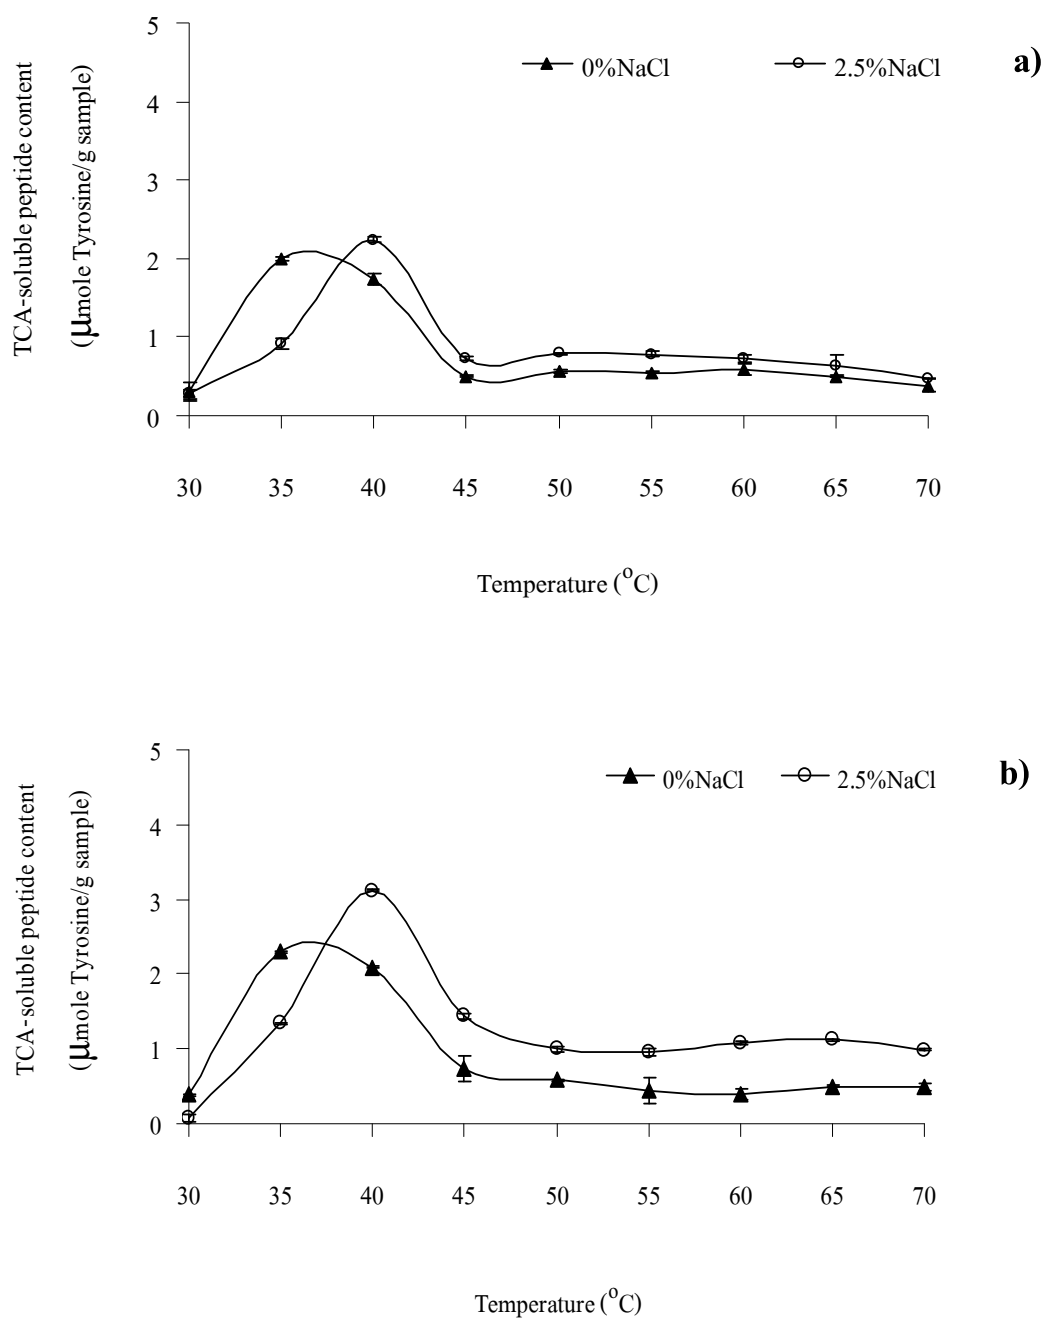 5
0%NaCl 2.5%NaCl a)
4
3
2
1
0
TCA-soluble peptide content
(μmole Tyrosine/g sample)
30 35 40 45 50 55 60 65 70
Temperature (°C)
5
0%NaCl 2.5%NaCl b)
4
3
2
1
0
TCA-soluble peptide content
(μmole Tyrosine/g sample)
30 35 40 45 50 55 60 65 70
Temperature (°C)